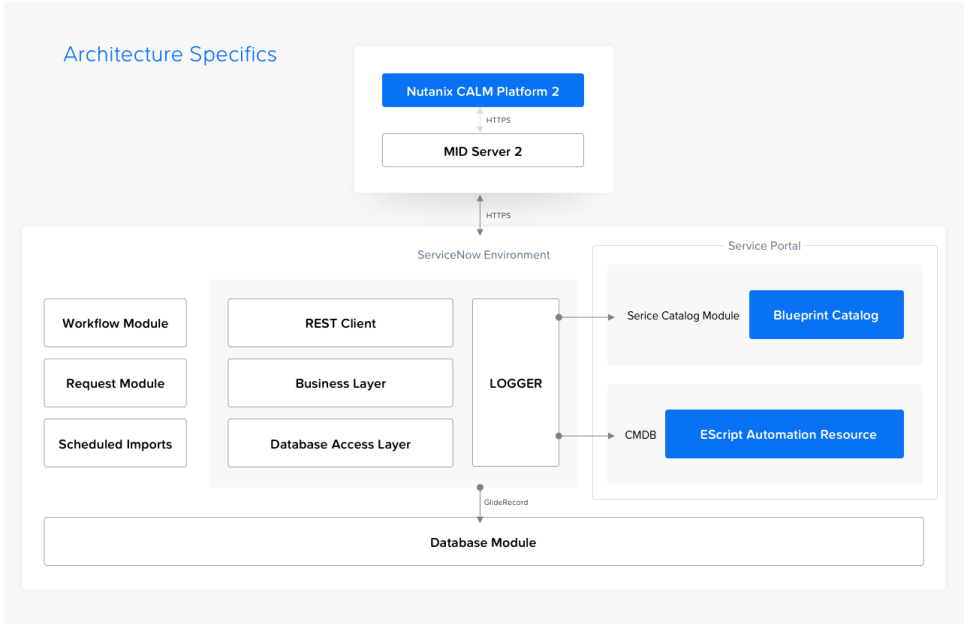 Architecture Specifics
Nutanix CALM Platform 2
HTTPS
MID Server 2
HTTPS
ServiceNow Environment
Service Portal
Workflow Module
Request Module
Scheduled Imports
REST Client
Business Layer
Database Access Layer
LOGGER
Serice Catalog Module
Blueprint Catalog
CMDB
EScript Automation Resource
GlideRecord
Database Module